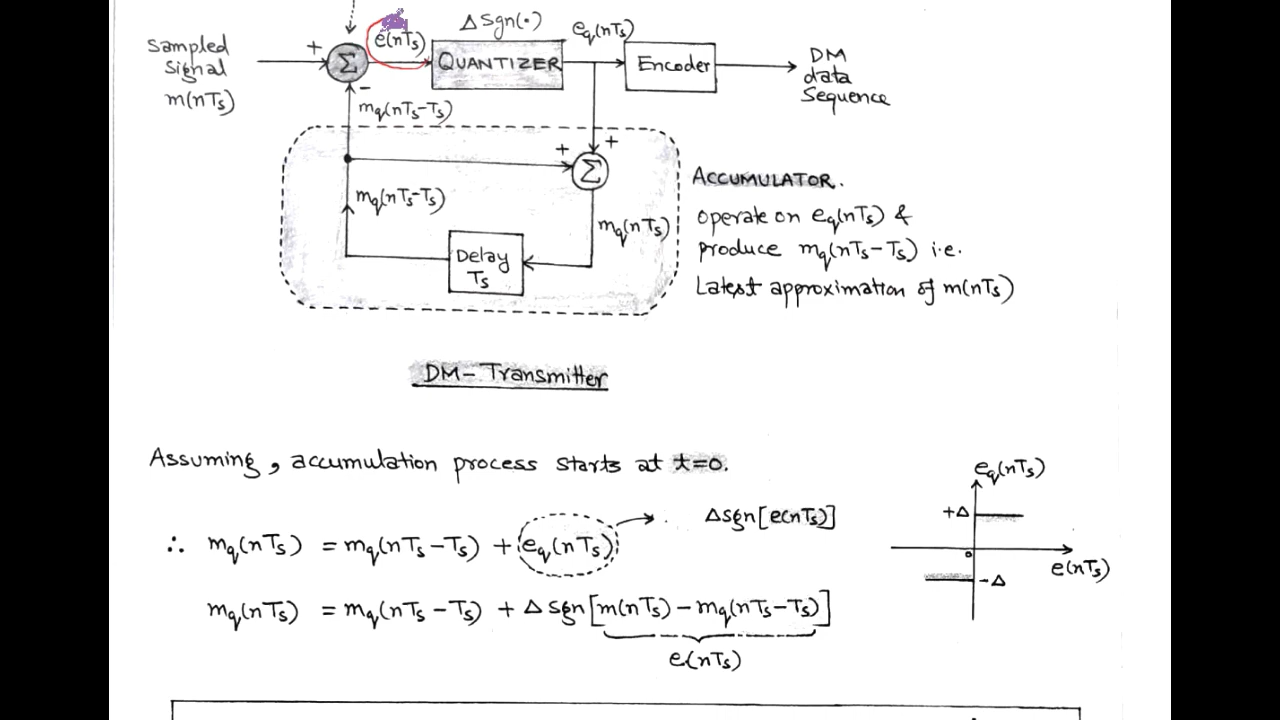 Δ sgn(·)
Sampled
signal
m(nTs)
+
Σ
e(nTs)
QUANTIZER
eq(nTs)
Encoder
DM
data
Sequence
-
mq(nTs-Ts)
+
+
Σ
mq(nTs-Ts)
mq(nTs)
Delay
Ts
ACCUMULATOR.
operate on eq(nTs) &
produce mq(nTs-Ts) i.e.
Latest approximation of m(nTs)
DM-Transmitter
Assuming, accumulation process starts at t=0.
∴ mq(nTs) = mq(nTs-Ts) + eq(nTs) Δsgn[e(nTs)]
mq(nTs) = mq(nTs-Ts) + Δ sgn[m(nTs) - mq(nTs-Ts)]
e(nTs)
eq(nTs)
+Δ
0
e(nTs)
-Δ